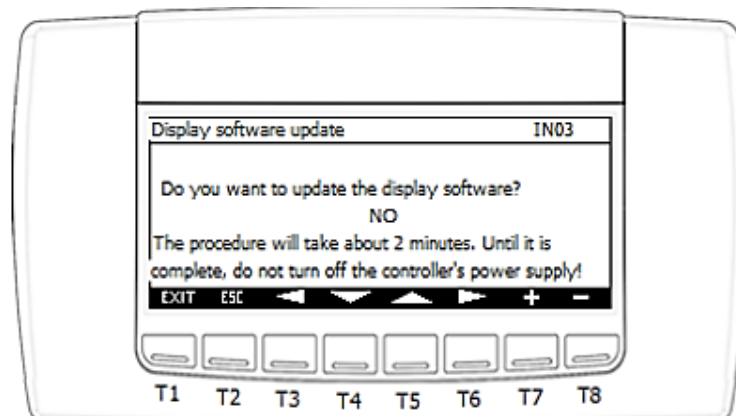 Display software update IN03
Do you want to update the display software?
NO
The procedure will take about 2 minutes. Until it is
complete, do not turn off the controller's power supply!
EXIT ESC + -
T1 T2 T3 T4 T5 T6 T7 T8